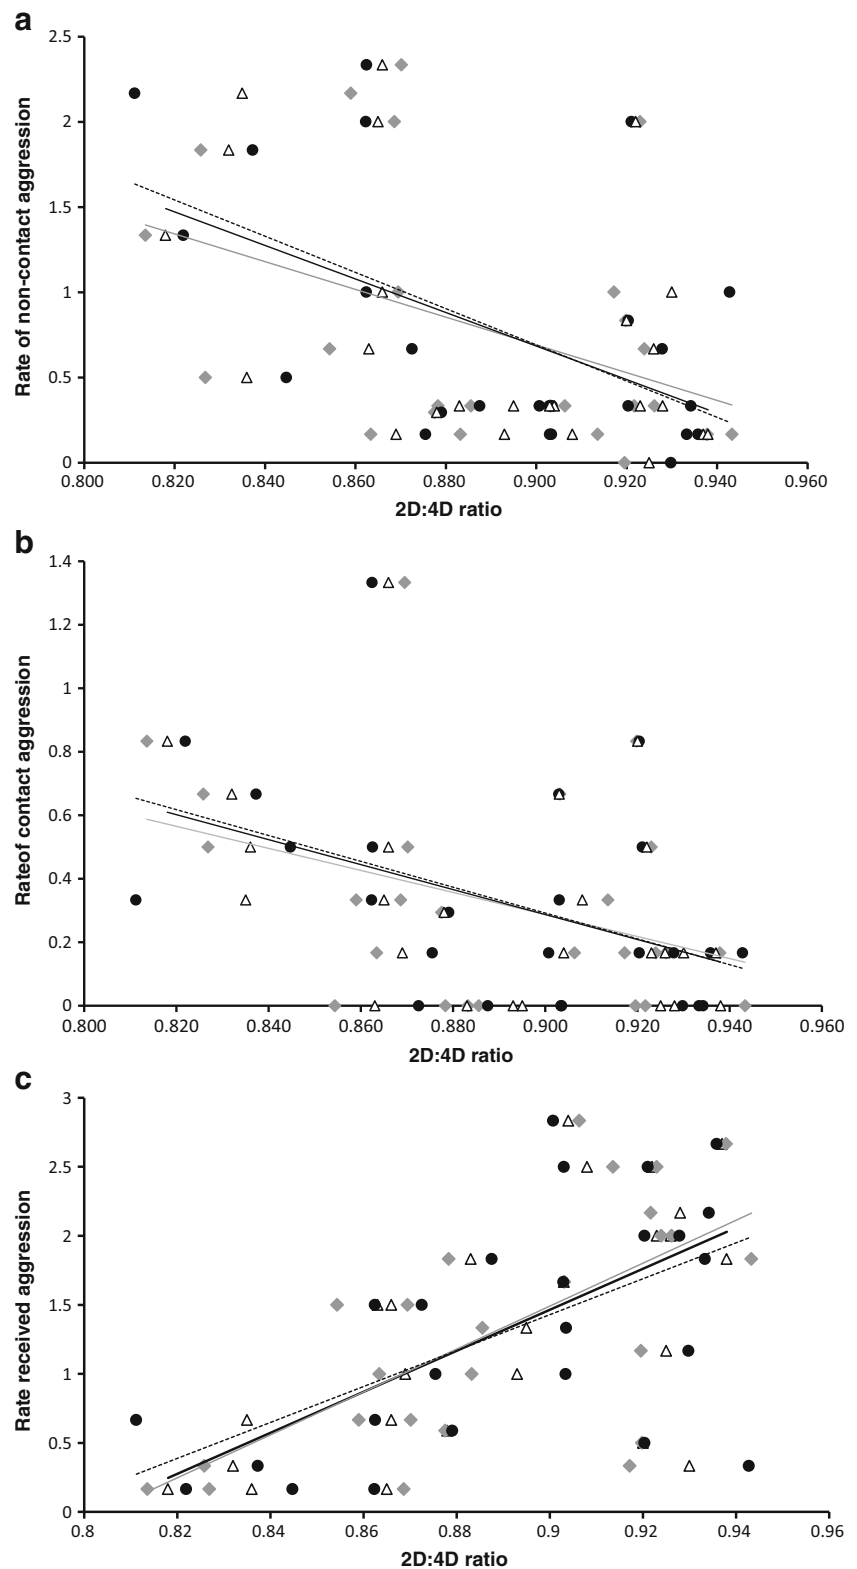 a
Rate of non-contact aggression
2.5
2
1.5
1
0.5
0
0.800 0.820 0.840 0.860 0.880 0.900 0.920 0.940 0.960
2D:4D ratio
b
Rateof contact aggression
1.4
1.2
1
0.8
0.6
0.4
0.2
0
0.800 0.820 0.840 0.860 0.880 0.900 0.920 0.940 0.960
2D:4D ratio
c
Rate received aggression
3
2.5
2
1.5
1
0.5
0
0.8 0.82 0.84 0.86 0.88 0.9 0.92 0.94 0.96
2D:4D ratio